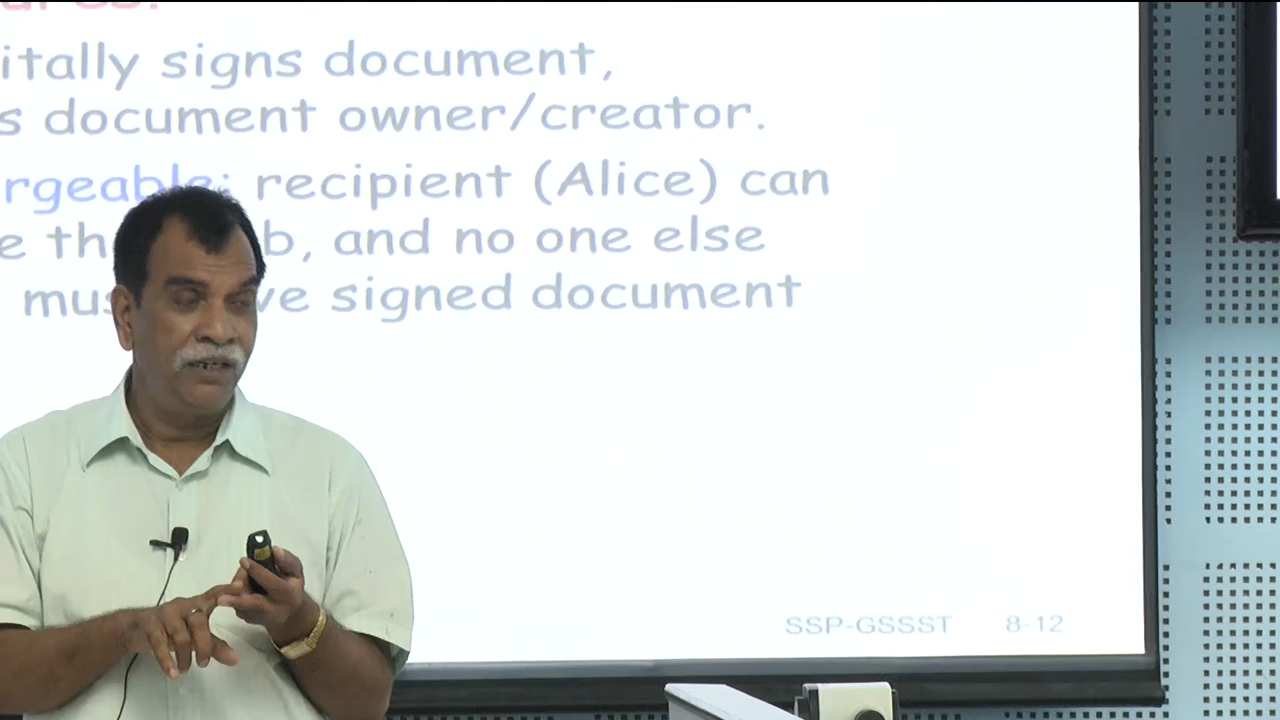 ures.
itally signs document,
s document owner/creator.
rgeable: recipient (Alice) can
e th b, and no one else
mus ve signed document
SSP-GSSST 8-12